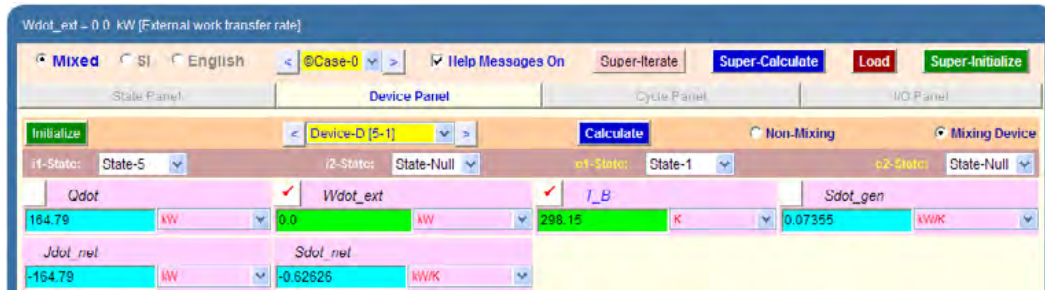 Wdot_ext = 0.0 kW [External work transfer rate]
Mixed SI English < ©Case-0 > Help Messages On Super-Iterate Super-Calculate Load Super-Initialize
State Panel Device Panel Cycle Panel I/O Panel
Initialize < Device-D [5-1] > Calculate Non-Mixing Mixing Device
i1-State: State-5 i2-State: State-Null o1-State: State-1 o2-State: State-Null
Qdot Wdot_ext T_B Sdot_gen
164.79 kW 0.0 kW 298.15 K 0.07355 kW/K
Jdot_net Sdot_net
-164.79 kW -0.62626 kW/K